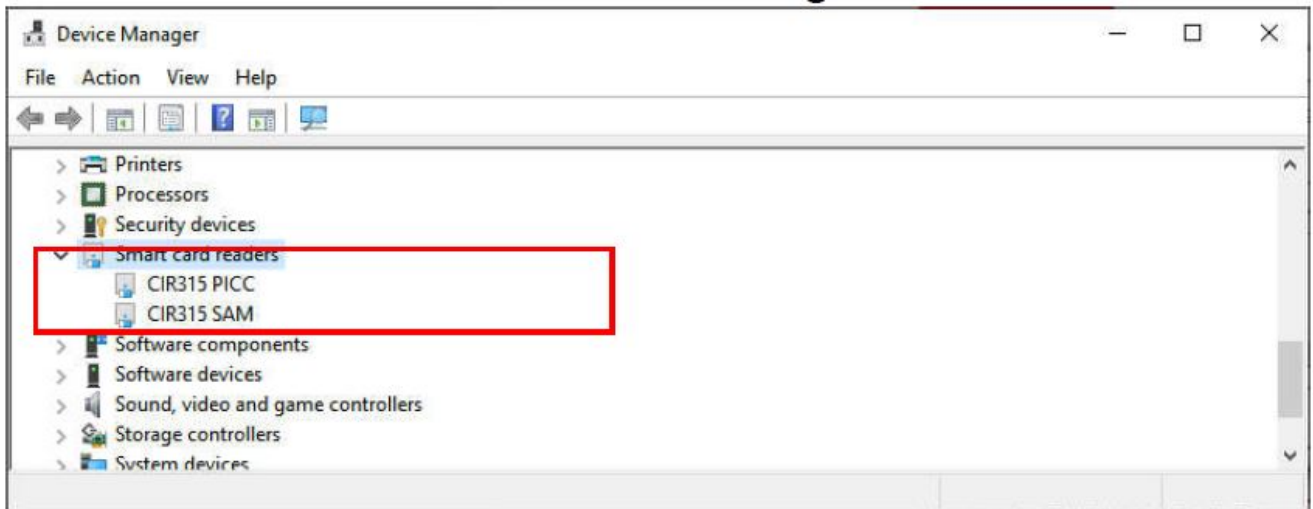 Device Manager
File Action View Help
Printers
Processors
Security devices
Smart card readers
CIR315 PICC
CIR315 SAM
Software components
Software devices
Sound, video and game controllers
Storage controllers
System devices